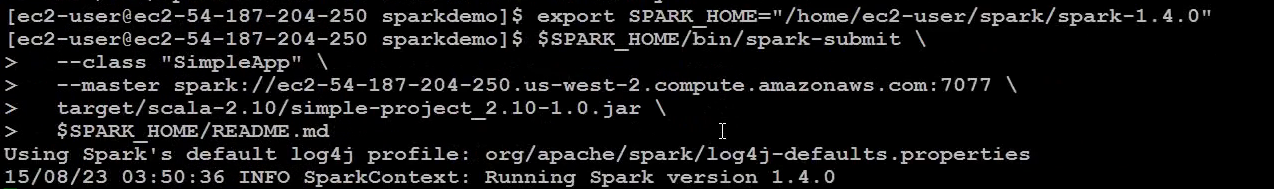 [ec2-user@ec2-54-187-204-250 sparkdemo]$ export SPARK_HOME="/home/ec2-user/spark/spark-1.4.0"
[ec2-user@ec2-54-187-204-250 sparkdemo]$ $SPARK_HOME/bin/spark-submit \
>   --class "SimpleApp" \
>   --master spark://ec2-54-187-204-250.us-west-2.compute.amazonaws.com:7077 \
>   target/scala-2.10/simple-project_2.10-1.0.jar \
>   $SPARK_HOME/README.md
Using Spark's default log4j profile: org/apache/spark/log4j-defaults.properties
15/08/23 03:50:36 INFO SparkContext: Running Spark version 1.4.0